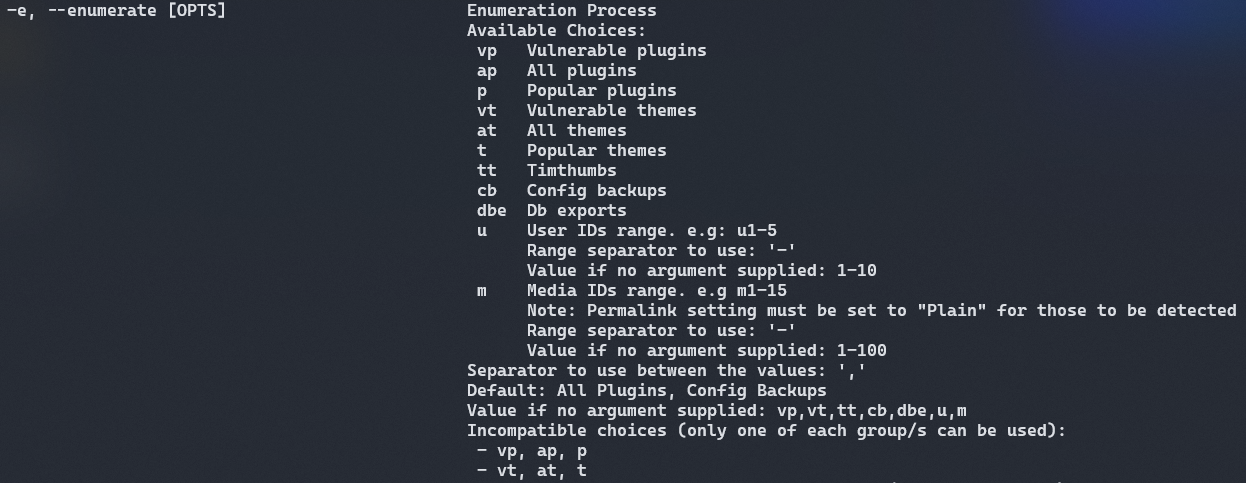 -e, --enumerate [OPTS] Enumeration Process
Available Choices:
vp Vulnerable plugins
ap All plugins
p Popular plugins
vt Vulnerable themes
at All themes
t Popular themes
tt Timthumbs
cb Config backups
dbe Db exports
u User IDs range. e.g: u1-5
Range separator to use: '-'
Value if no argument supplied: 1-10
m Media IDs range. e.g m1-15
Note: Permalink setting must be set to "Plain" for those to be detected
Range separator to use: '-'
Value if no argument supplied: 1-100
Separator to use between the values: ','
Default: All Plugins, Config Backups
Value if no argument supplied: vp,vt,tt,cb,dbe,u,m
Incompatible choices (only one of each group/s can be used):
- vp, ap, p
- vt, at, t